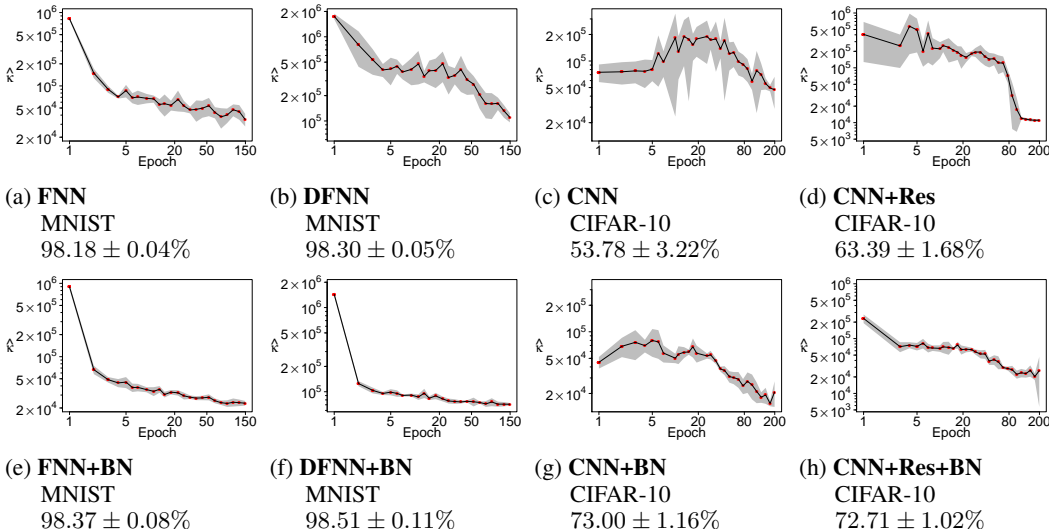 10^6
5 × 10^5
2 × 10^5
10^5
5 × 10^4
2 × 10^4
κ̂
1 5 20 50 150
Epoch
2 × 10^6
10^6
5 × 10^5
2 × 10^5
10^5
κ̂
1 5 20 50 150
Epoch
2 × 10^5
10^5
5 × 10^4
2 × 10^4
κ̂
1 5 20 80 200
Epoch
10^6
5 × 10^5
2 × 10^5
10^5
5 × 10^4
2 × 10^4
10^4
5 × 10^3
κ̂
1 5 20 80 200
Epoch
(a) FNN
MNIST
98.18 ± 0.04%
(b) DFNN
MNIST
98.30 ± 0.05%
(c) CNN
CIFAR-10
53.78 ± 3.22%
(d) CNN+Res
CIFAR-10
63.39 ± 1.68%
10^6
5 × 10^5
2 × 10^5
10^5
5 × 10^4
2 × 10^4
κ̂
1 5 20 50 150
Epoch
2 × 10^6
10^6
5 × 10^5
2 × 10^5
10^5
κ̂
1 5 20 50 150
Epoch
2 × 10^5
10^5
5 × 10^4
2 × 10^4
κ̂
1 5 20 80 200
Epoch
10^6
5 × 10^5
2 × 10^5
10^5
5 × 10^4
2 × 10^4
10^4
5 × 10^3
κ̂
1 5 20 80 200
Epoch
(e) FNN+BN
MNIST
98.37 ± 0.08%
(f) DFNN+BN
MNIST
98.51 ± 0.11%
(g) CNN+BN
CIFAR-10
73.00 ± 1.16%
(h) CNN+Res+BN
CIFAR-10
72.71 ± 1.02%